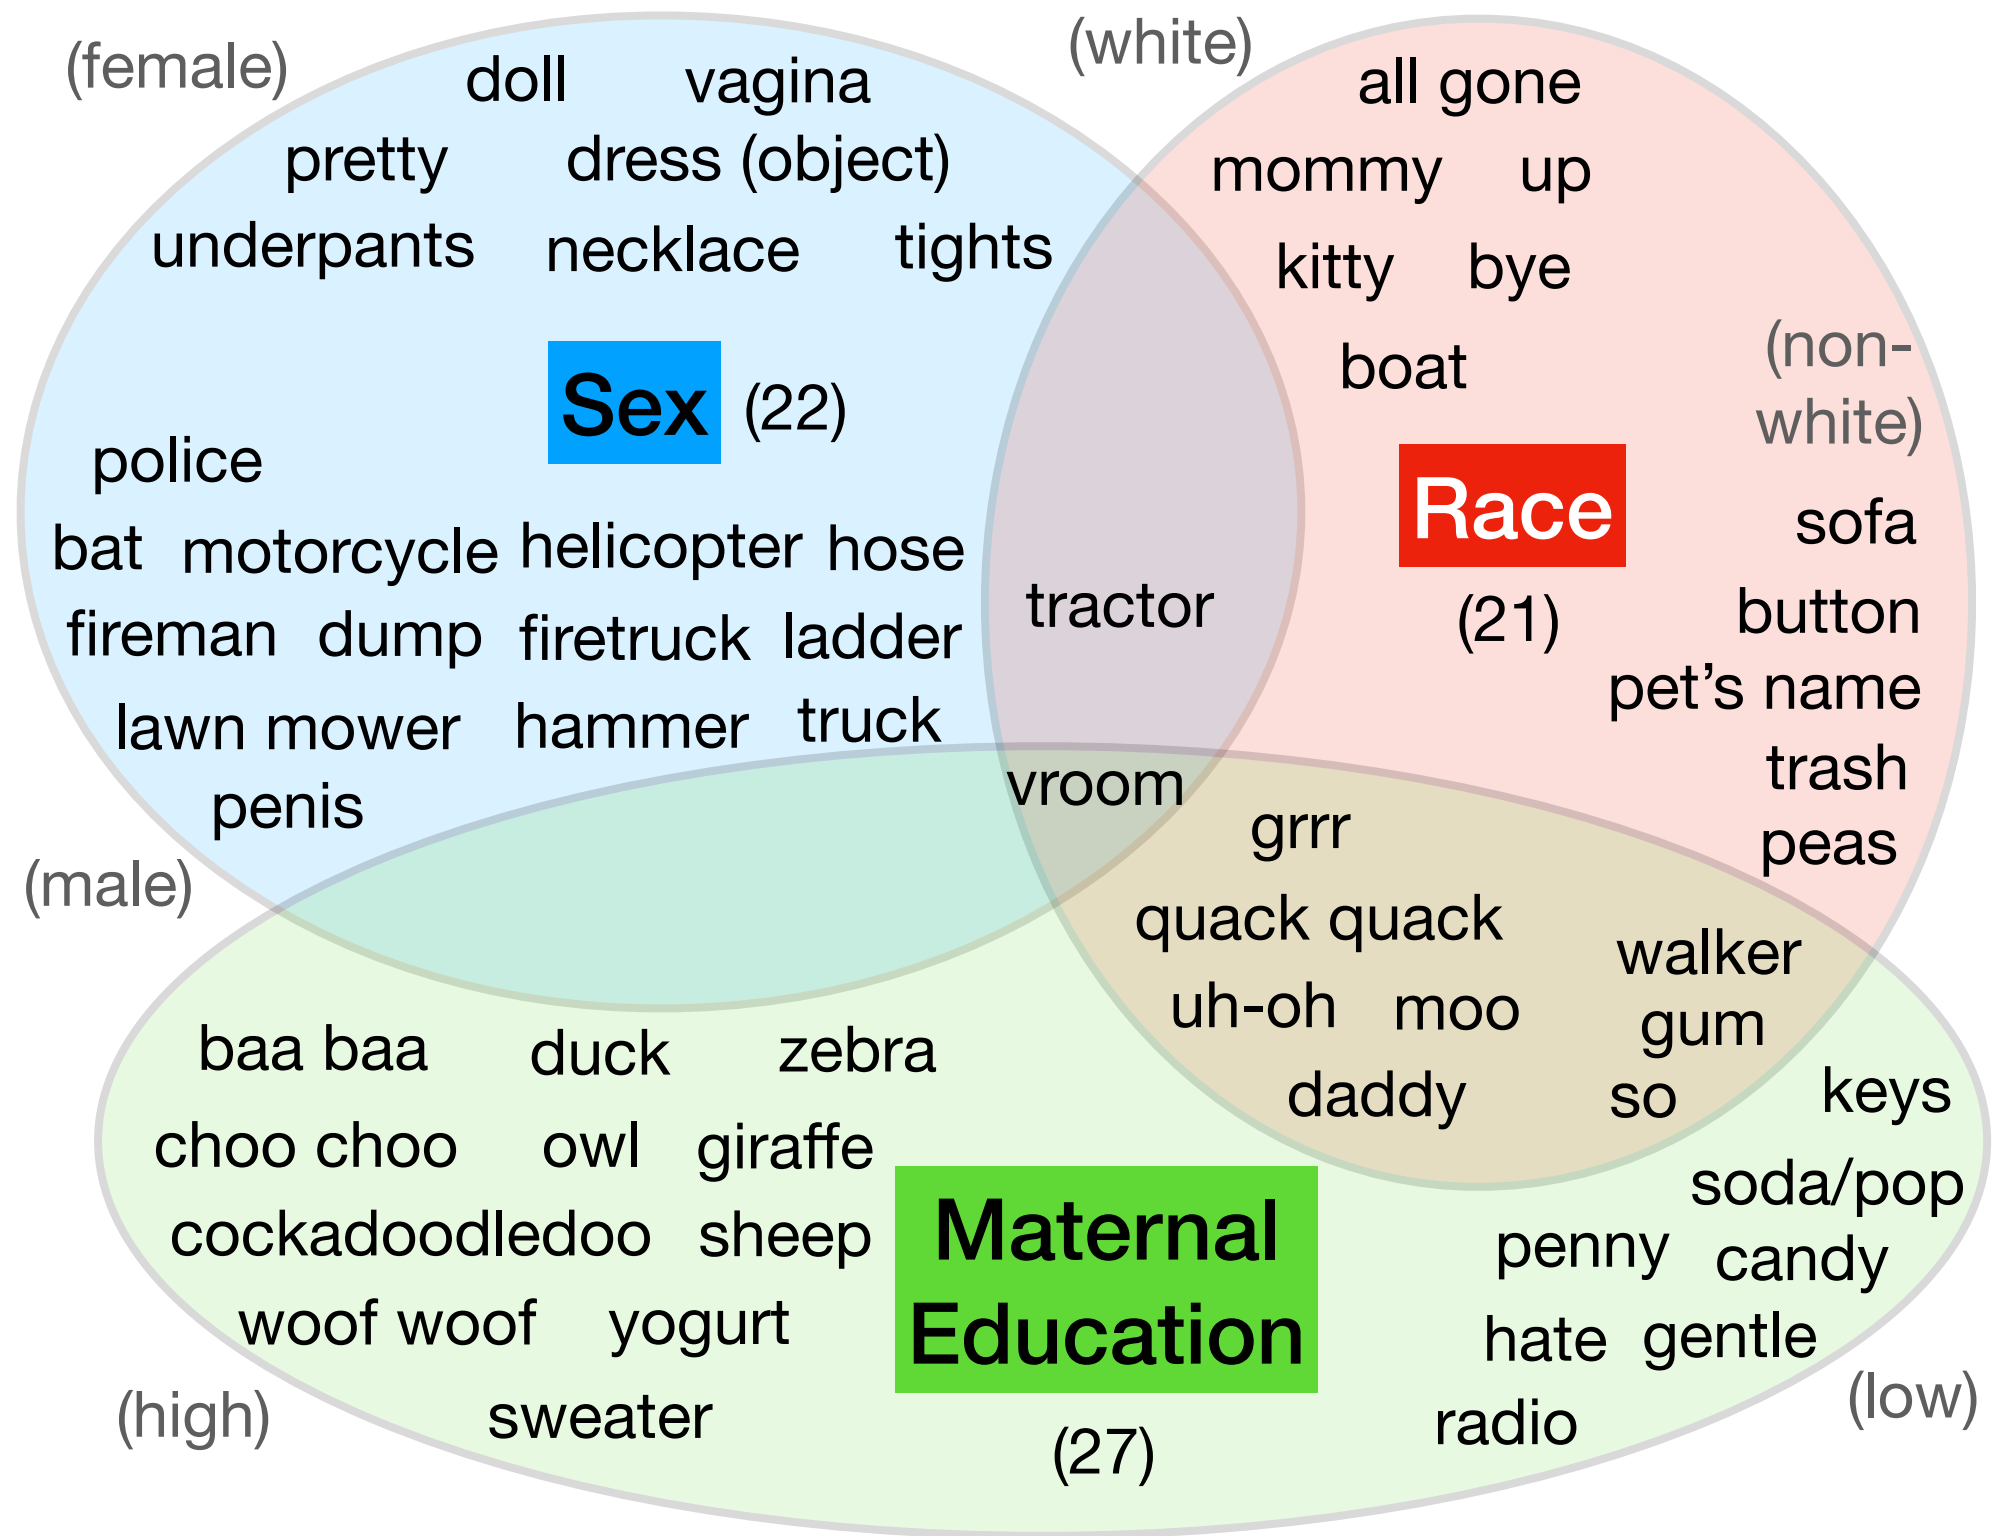 (female)
doll vagina
pretty dress (object)
underpants necklace tights
Sex (22)
police
bat motorcycle helicopter hose
fireman dump firetruck ladder
lawn mower hammer truck
penis
(male)
(white)
all gone
mommy up
kitty bye
boat
(non-
white)
Race
(21)
sofa
button
pet's name
trash
peas
tractor
vroom
grrr
quack quack
uh-oh moo
daddy
walker
gum
so
baa baa duck zebra
choo choo owl giraffe
cockadoodledoo sheep
woof woof yogurt
sweater
(high)
Maternal
Education
(27)
keys
soda/pop
penny candy
hate gentle
radio
(low)